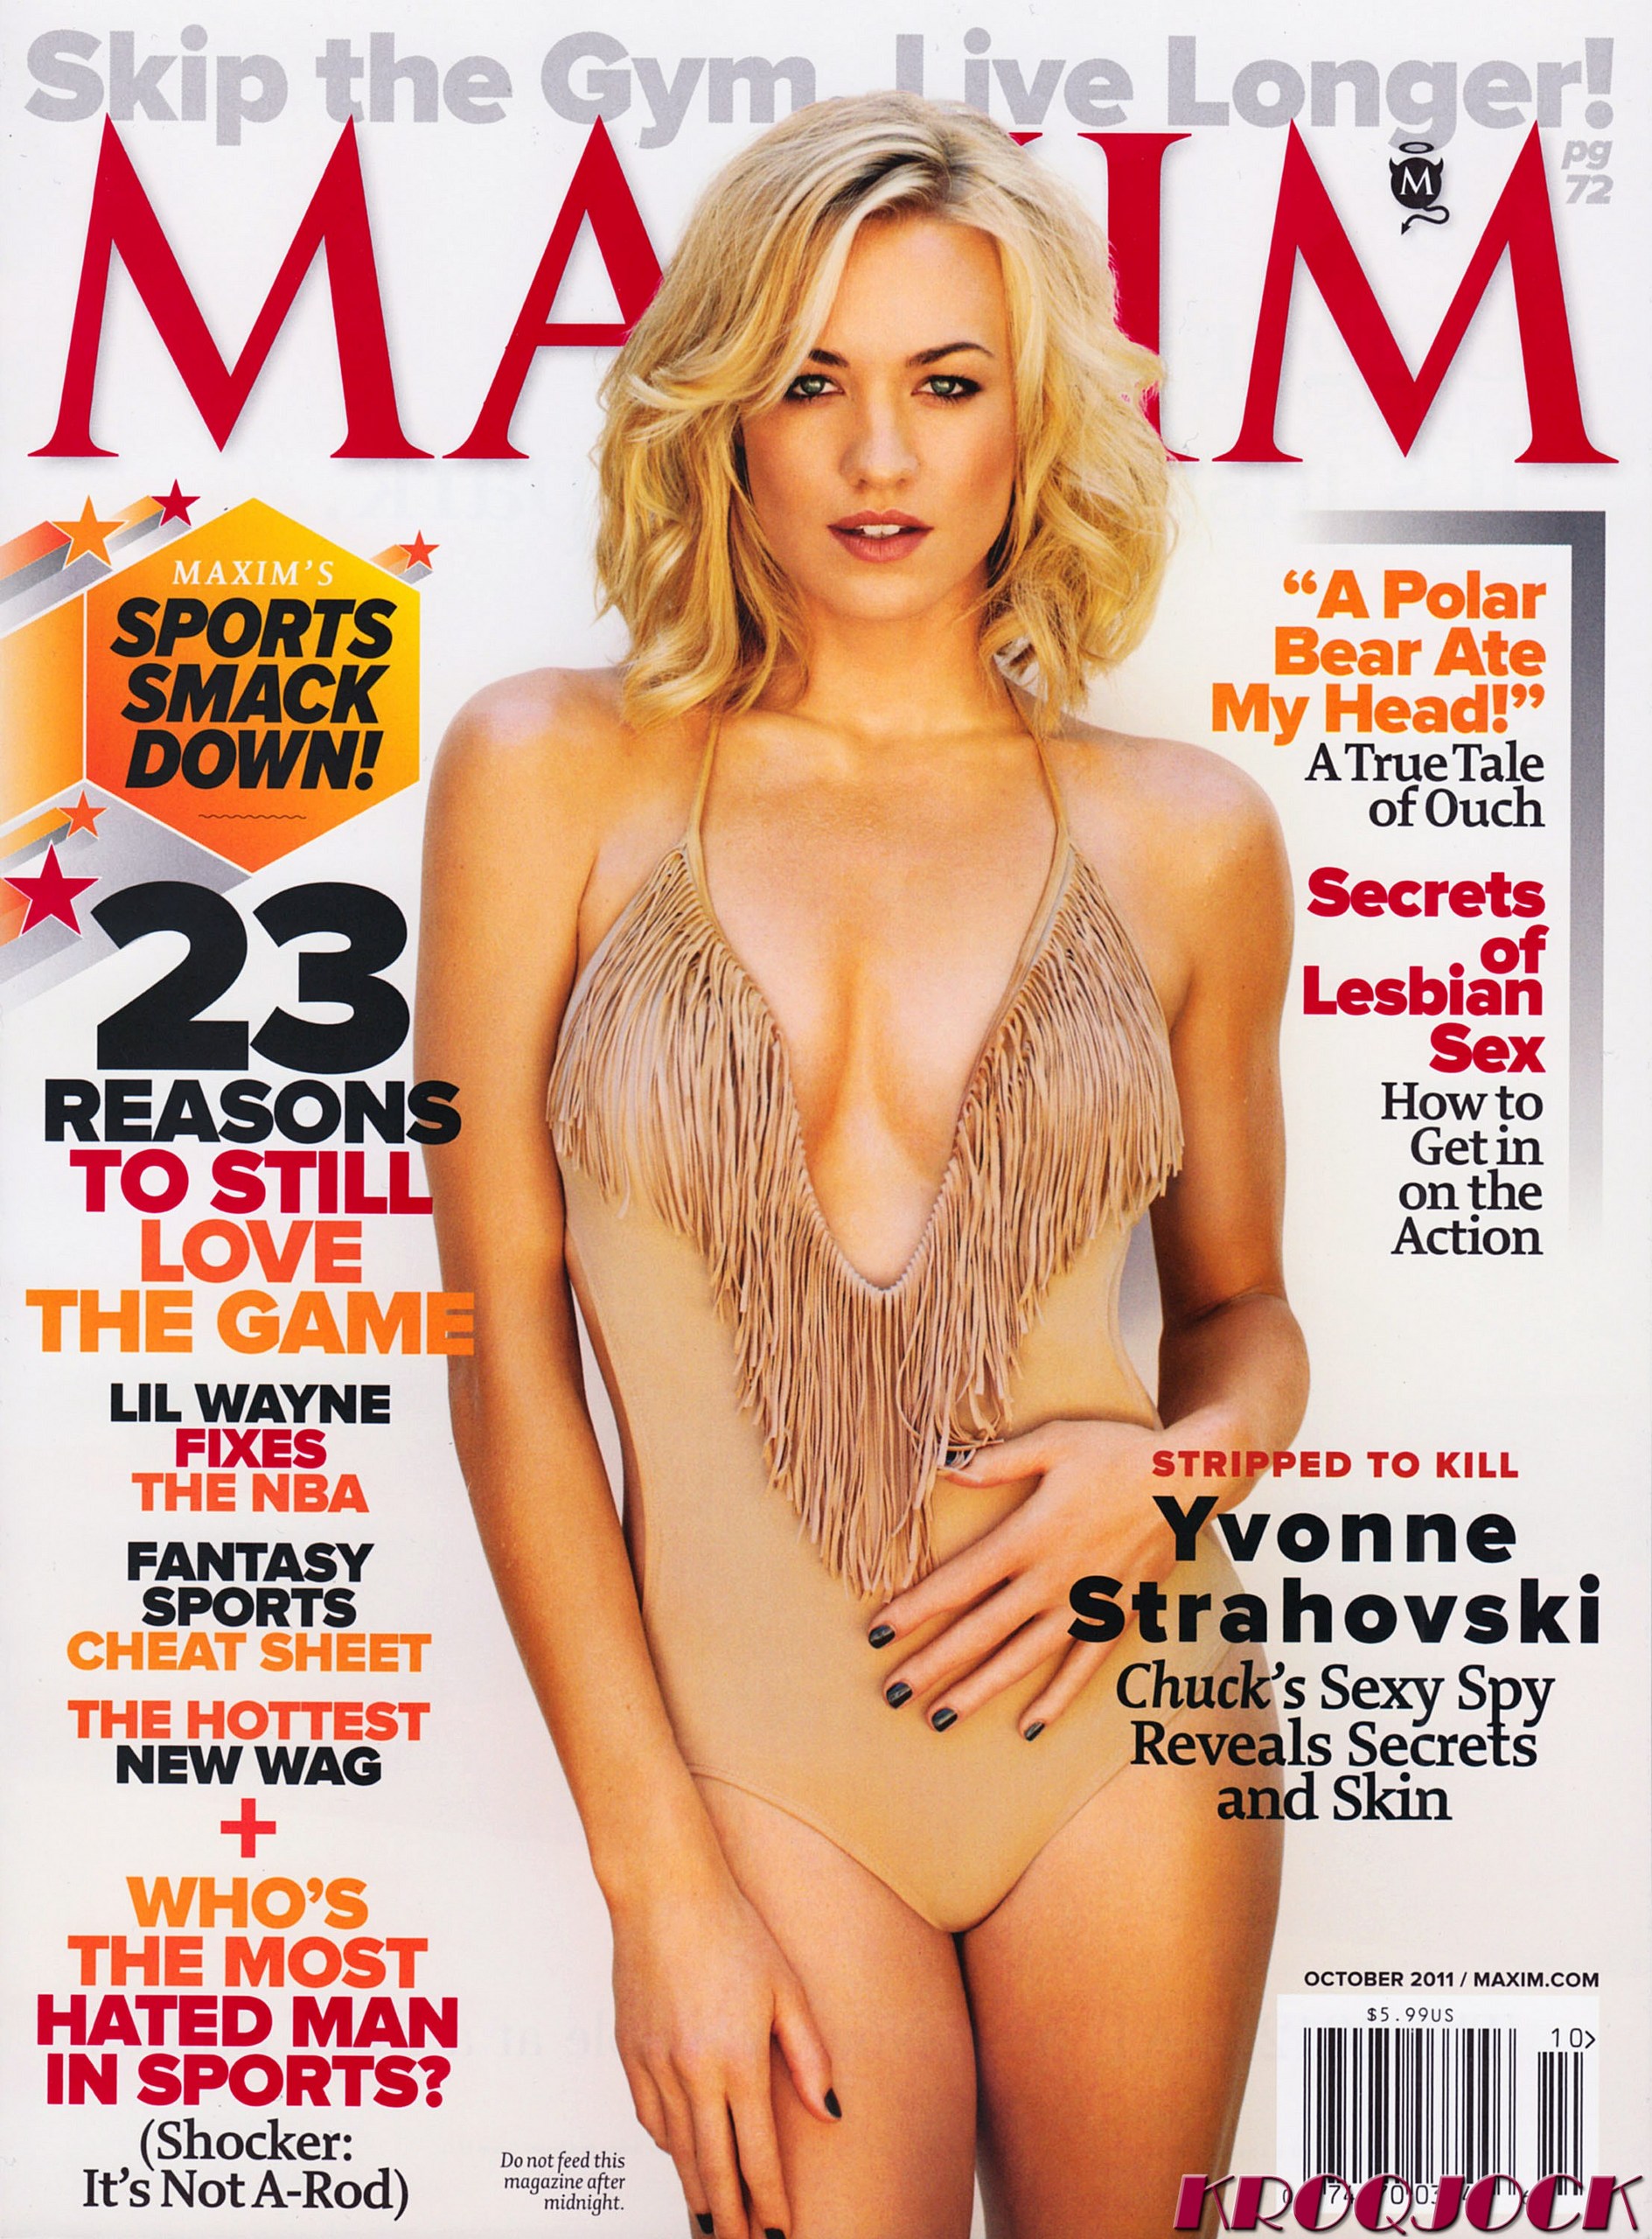 Skip the Gym. Live Longer!
pg
72
MAXIM
M
MAXIM'S
SPORTS
SMACK
DOWN!
23
REASONS
TO STILL
LOVE
THE GAME
LIL WAYNE
FIXES
THE NBA
FANTASY
SPORTS
CHEAT SHEET
THE HOTTEST
NEW WAG
+
WHO'S
THE MOST
HATED MAN
IN SPORTS?
(Shocker:
It's Not A-Rod)
Do not feed this
magazine after
midnight.
“A Polar
Bear Ate
My Head!”
A True Tale
of Ouch
Secrets
of
Lesbian
Sex
How to
Get in
on the
Action
STRIPPED TO KILL
Yvonne
Strahovski
Chuck's Sexy Spy
Reveals Secrets
and Skin
OCTOBER 2011 / MAXIM.COM
$5.99US
10>
KROQJOCK